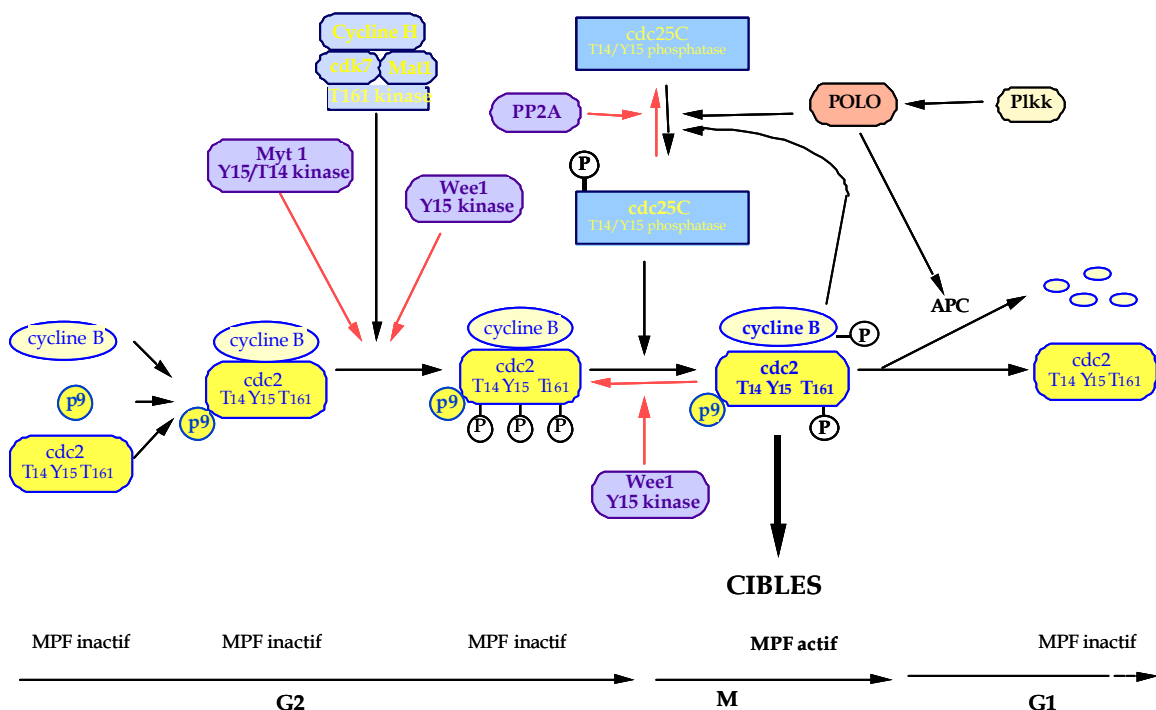 Cycline H
cdk7
Mat1
T161 kinase
cdc25C
T14/Y15 phosphatase
PP2A
POLO
Plkk
Myt 1
Y15/T14 kinase
Wee1
Y15 kinase
P
cdc25C
T14/Y15 phosphatase
APC
cycline B
p9
cdc2
T14 Y15 T161
cycline B
cdc2
T14 Y15 T161
p9
cycline B
cdc2
T14 Y15 T161
p9
P
P
P
cycline B
P
cdc2
T14 Y15 T161
p9
P
cdc2
T14 Y15 T161
Wee1
Y15 kinase
CIBLES
MPF inactif
MPF inactif
MPF inactif
MPF actif
MPF inactif
G2
M
G1